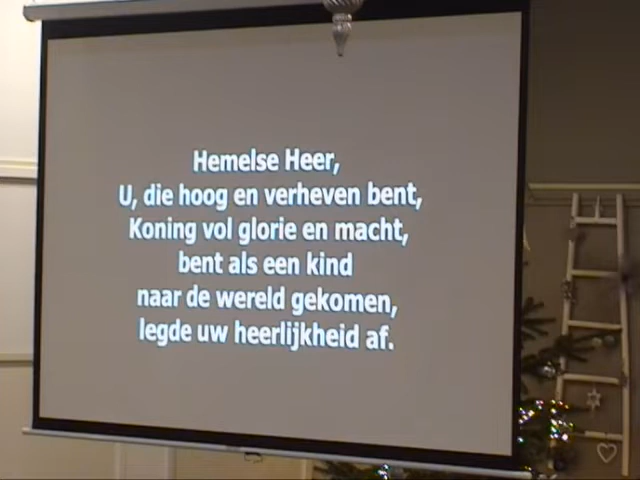 Hemelse Heer,
U, die hoog en verheven bent,
Koning vol glorie en macht,
bent als een kind
naar de wereld gekomen,
legde uw heerlijkheid af.